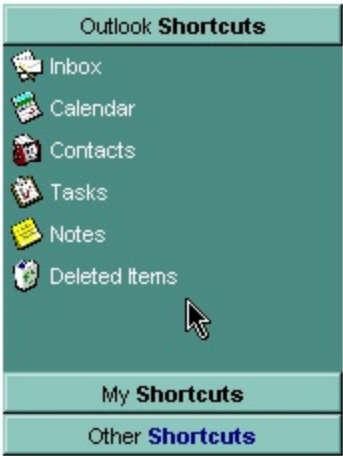 Outlook Shortcuts
Inbox
Calendar
Contacts
Tasks
Notes
Deleted Items
My Shortcuts
Other Shortcuts